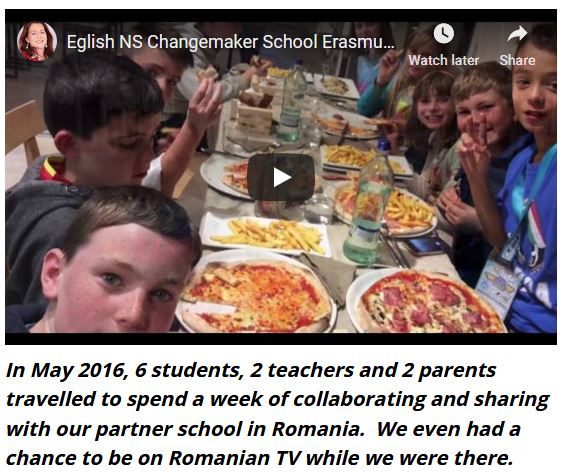 Eglish NS Changemaker School Erasmu...
Watch later
Share
In May 2016, 6 students, 2 teachers and 2 parents
travelled to spend a week of collaborating and sharing
with our partner school in Romania.  We even had a
chance to be on Romanian TV while we were there.